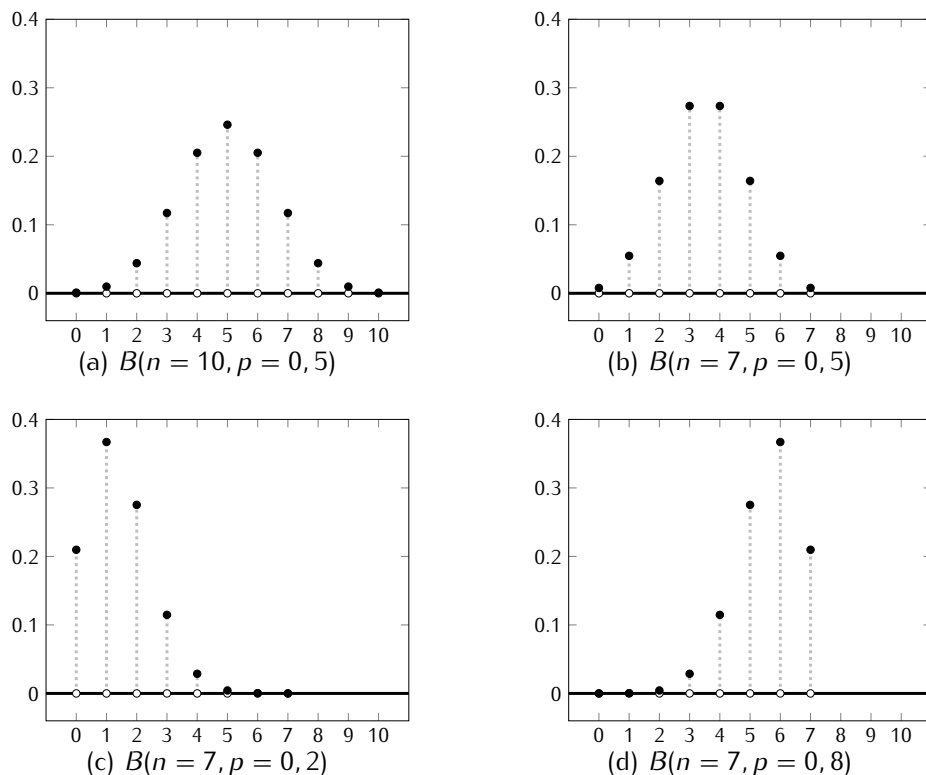 0.4
0.3
0.2
0.1
0
0 1 2 3 4 5 6 7 8 9 10
(a) B(n = 10, p = 0, 5)
0.4
0.3
0.2
0.1
0
0 1 2 3 4 5 6 7 8 9 10
(b) B(n = 7, p = 0, 5)
0.4
0.3
0.2
0.1
0
0 1 2 3 4 5 6 7 8 9 10
(c) B(n = 7, p = 0, 2)
0.4
0.3
0.2
0.1
0
0 1 2 3 4 5 6 7 8 9 10
(d) B(n = 7, p = 0, 8)